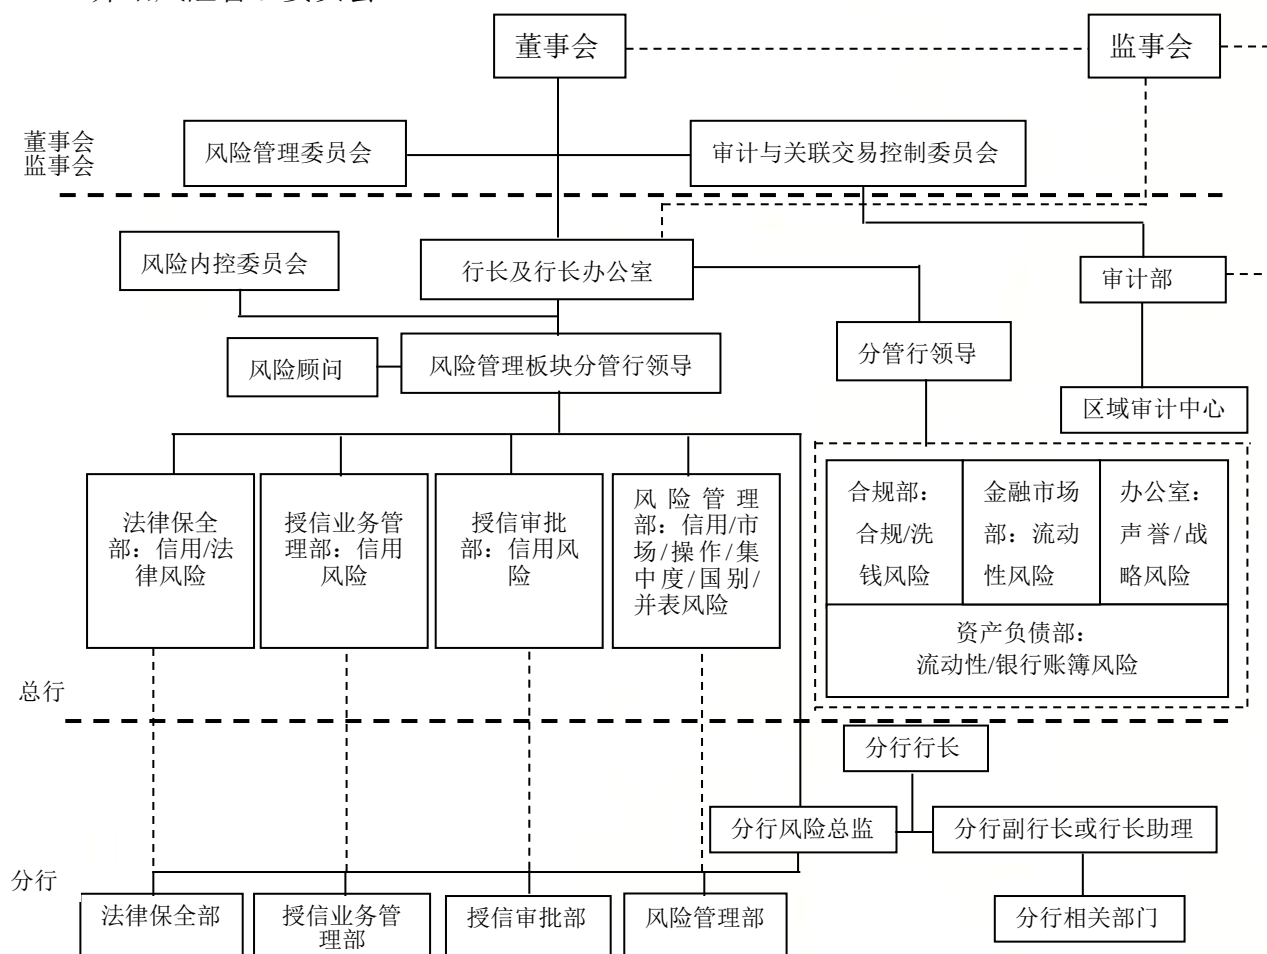 董事会
监事会
董事会
监事会
风险管理委员会
审计与关联交易控制委员会
风险内控委员会
行长及行长办公室
审计部
风险顾问
风险管理板块分管行领导
分管行领导
区域审计中心
法律保全
部：信用/法
律风险
授信业务管
理部：信用
风险
授信审批
部：信用风
险
风险管理
部：信用/市
场/操作/集
中度/国别/
并表风险
合规部：
合规/洗
钱风险
金融市场
部：流动
性风险
办公室：
声誉/战
略风险
资产负债部：
流动性/银行账簿风险
总行
分行行长
分行风险总监
分行副行长或行长助理
分行
法律保全部
授信业务管
理部
授信审批部
风险管理部
分行相关部门